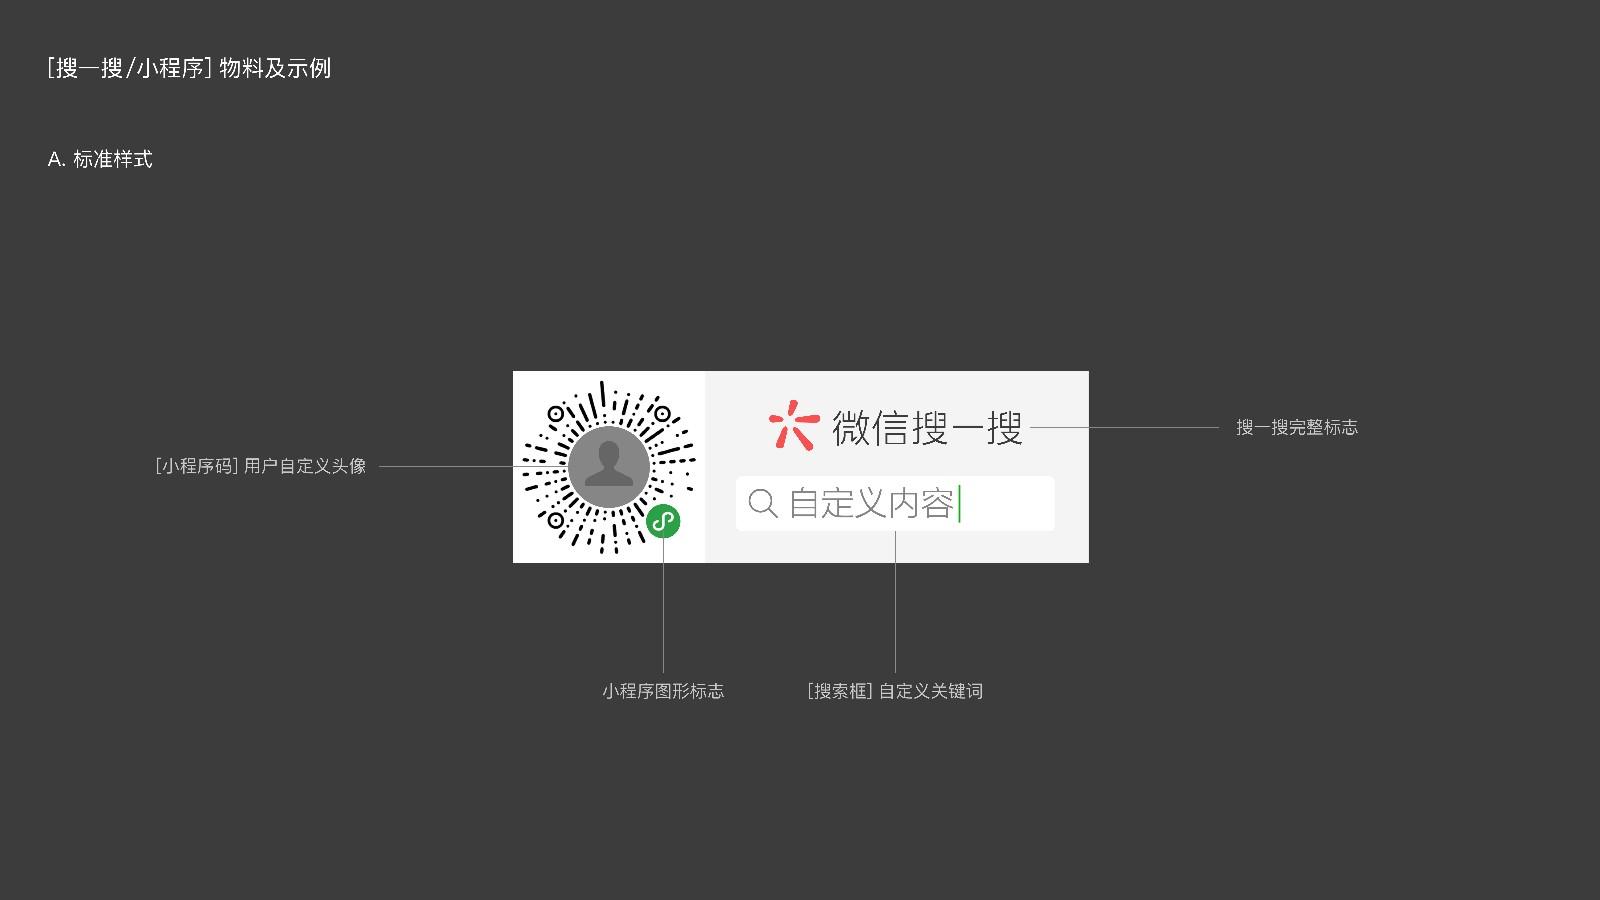 [搜一搜/小程序] 物料及示例
A. 标准样式
微信搜一搜
搜一搜完整标志
[小程序码] 用户自定义头像
自定义内容
小程序图形标志
[搜索框] 自定义关键词